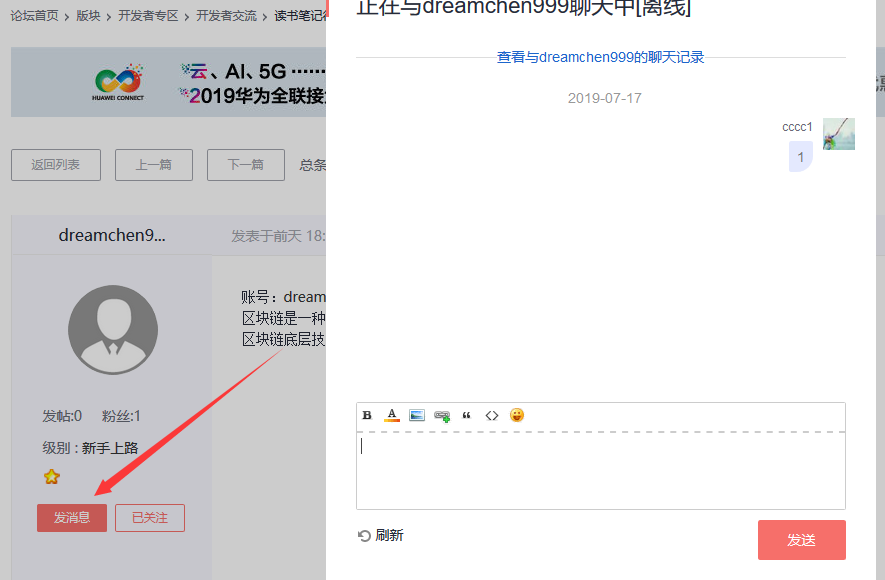 论坛首页 > 版块 > 开发者专区 > 开发者交流 > 读书笔记
HUAWEI CONNECT
云、AI、5G ······
2019华为全联接
返回列表 上一篇 下一篇 总条
dreamchen9...
发表于前天 18:
账号：dream
区块链是一种
区块链底层技
发帖:0 粉丝:1
级别 : 新手上路
发消息 已关注
正在与dreamchen999聊天中[离线]
查看与dreamchen999的聊天记录
2019-07-17
cccc1
1
B A “ <>
刷新
发送